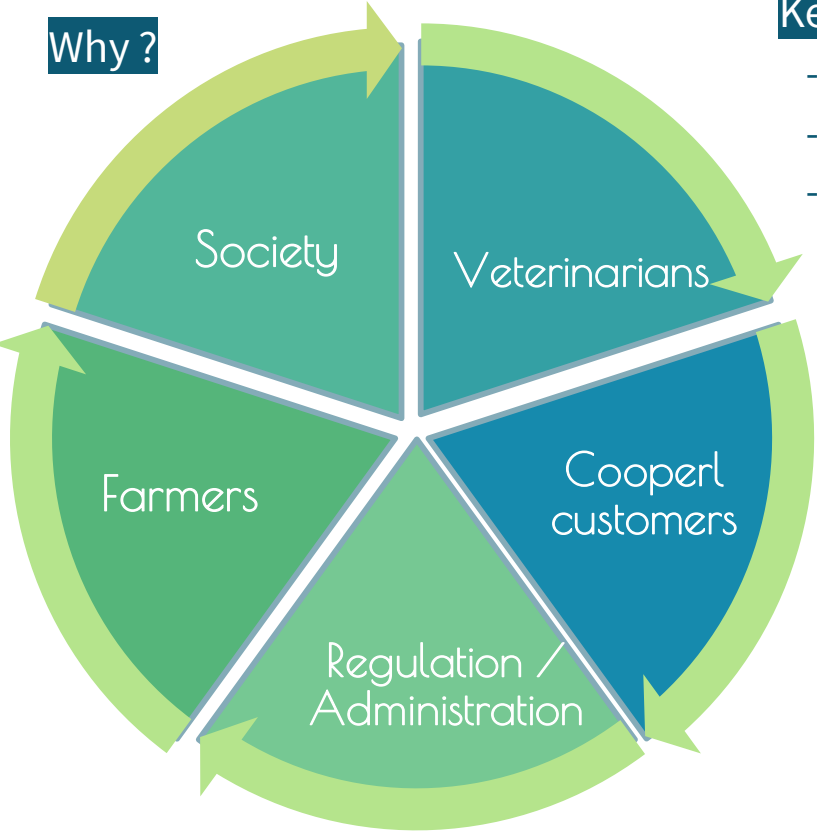 Why ?
Society
Veterinarians
Cooperl
customers
Farmers
Regulation /
Administration